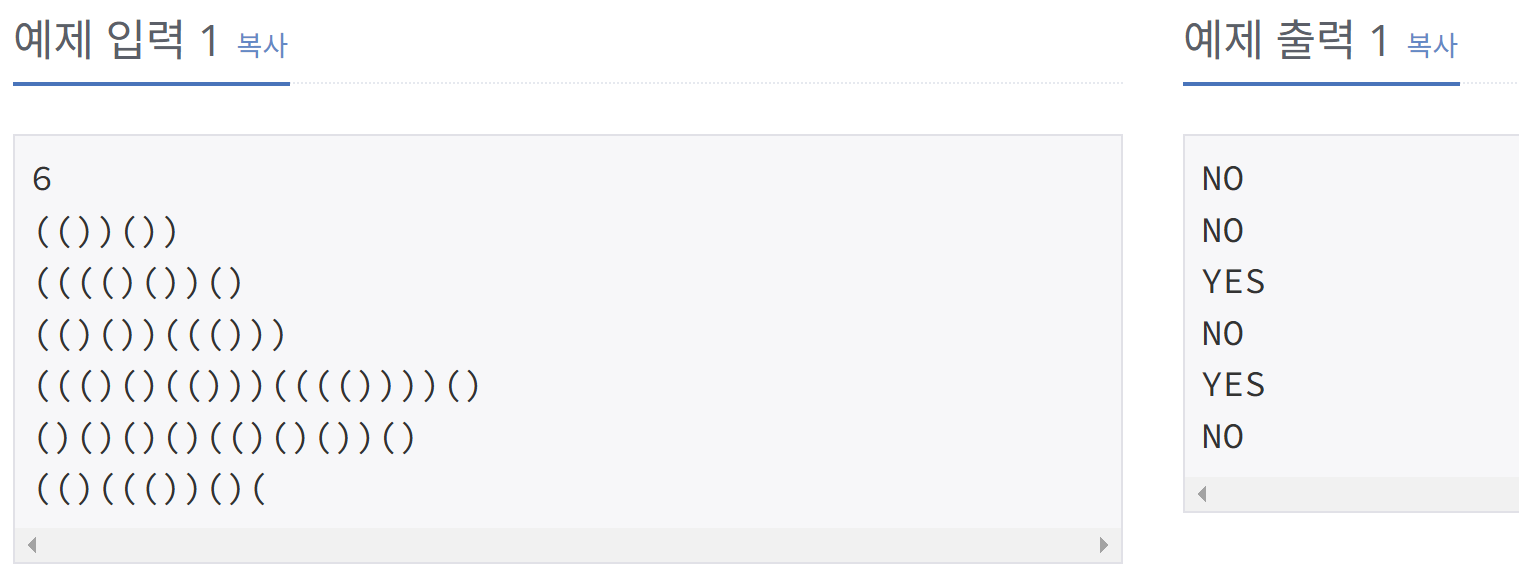 예제 입력 1 복사
6
(())())
(((()())()
(()())((()))
((()()(()))(((())))()
()()()()(()()())()
(()((())()(
예제 출력 1 복사
NO
NO
YES
NO
YES
NO